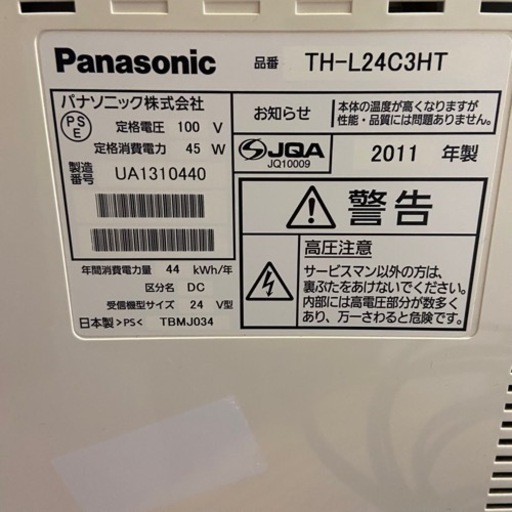 Panasonic 品番 TH-L24C3HT
パナソニック株式会社
PS
E
定格電圧 100 V
定格消費電力 45 W
製造
番号 UA1310440
年間消費電力量 44 kWh/年
区分名 DC
受信機型サイズ 24 V型
日本製 >PS< TBMJ034
お知らせ
本体の温度が高くなりますが
性能・品質には問題ありません。
JQA
JQ10009
2011 年製
警告
高圧注意
サービスマン以外の方は、
裏ぶたをあけないでください。
内部には高電圧部分が数多く
あり、万一さわると危険です。